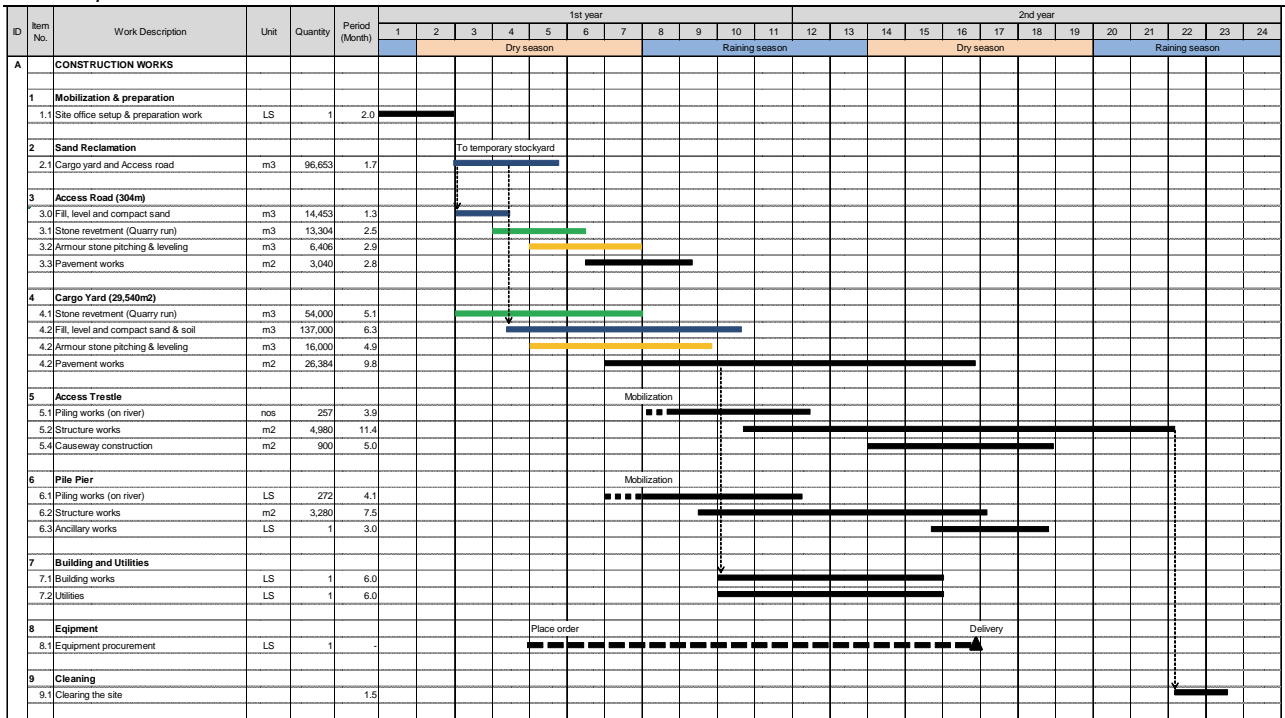 ID Item No. Work Description Unit Quantity Period (Month) 1st year 2nd year
1 2 3 4 5 6 7 8 9 10 11 12 13 14 15 16 17 18 19 20 21 22 23 24
Dry season Raining season Dry season Raining season
A CONSTRUCTION WORKS
1 Mobilization & preparation
1.1 Site office setup & preparation work LS 1 2.0
2 Sand Reclamation To temporary stockyard
2.1 Cargo yard and Access road m3 96,653 1.7
3 Access Road (304m)
3.0 Fill, level and compact sand m3 14,453 1.3
3.1 Stone revetment (Quarry run) m3 13,304 2.5
3.2 Armour stone pitching & leveling m3 6,406 2.9
3.3 Pavement works m2 3,040 2.8
4 Cargo Yard (29,540m2)
4.1 Stone revetment (Quarry run) m3 54,000 5.1
4.2 Fill, level and compact sand & soil m3 137,000 6.3
4.2 Armour stone pitching & leveling m3 16,000 4.9
4.2 Pavement works m2 26,384 9.8
5 Access Trestle Mobilization
5.1 Piling works (on river) nos 257 3.9
5.2 Structure works m2 4,980 11.4
5.4 Causeway construction m2 900 5.0
6 Pile Pier Mobilization
6.1 Piling works (on river) LS 272 4.1
6.2 Structure works m2 3,280 7.5
6.3 Ancillary works LS 1 3.0
7 Building and Utilities
7.1 Building works LS 1 6.0
7.2 Utilities LS 1 6.0
8 Eqipment Place order Delivery
8.1 Equipment procurement LS 1 -
9 Cleaning
9.1 Clearing the site 1.5